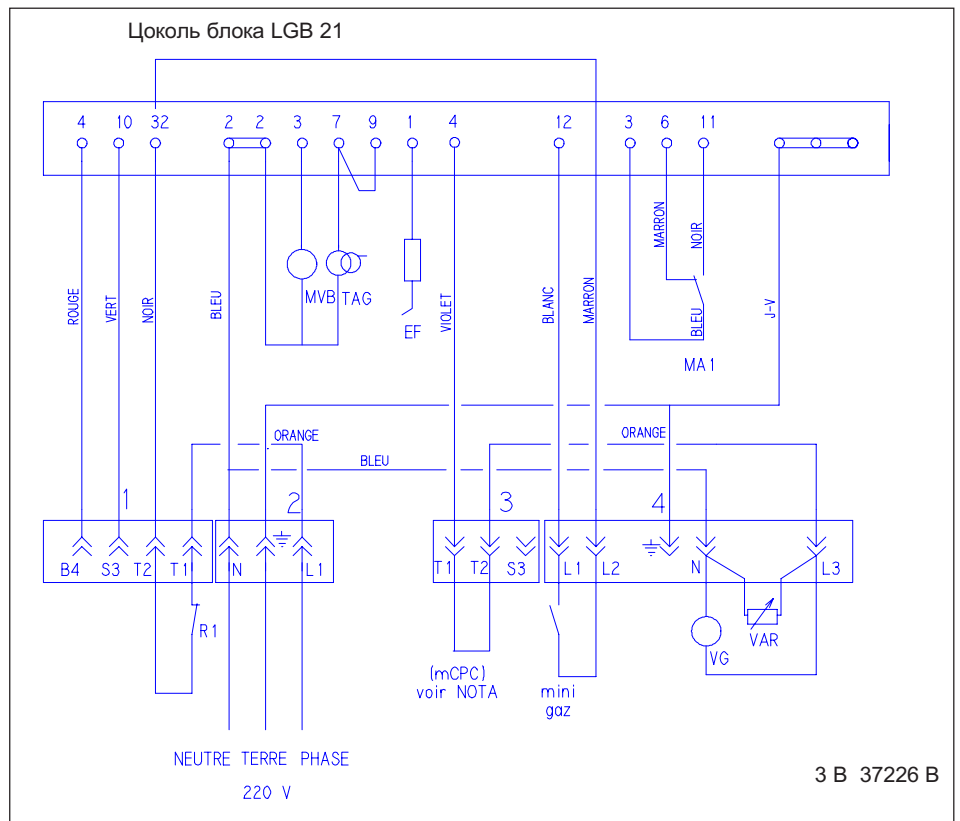 Цоколь блока LGB 21
4 10 32 2 2 3 7 9 1 4 12 3 6 11
ROUGE
VERT
NOIR
BLEU
MVB TAG
EF
VIOLET
BLANC
MARRON
MARRON
NOIR
BLEU
MA1
J-V
ORANGE
BLEU
ORANGE
1 2 3 4
B4 S3 T2 T1 N L1 T1 T2 S3 L1 L2 N L3
R1
VG
VAR
(mCPC)
voir NOTA
mini
gaz
NEUTRE TERRE PHASE
220 V
3 B 37226 B